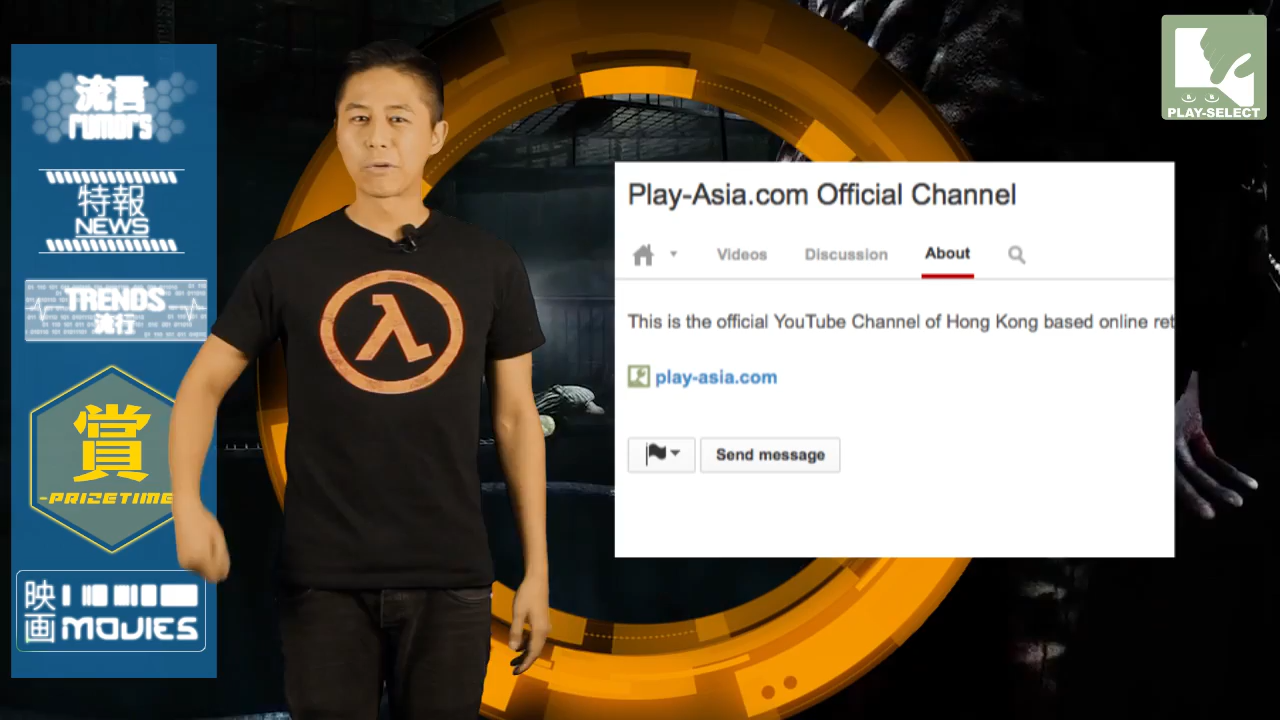 流言
rumors
特報
NEWS
TRENDS
流行
賞
-PRIZETIME
映画
MOVIES
PLAY-SELECT
Play-Asia.com Official Channel
Videos Discussion About
This is the official YouTube Channel of Hong Kong based online ret
play-asia.com
Send message
λ